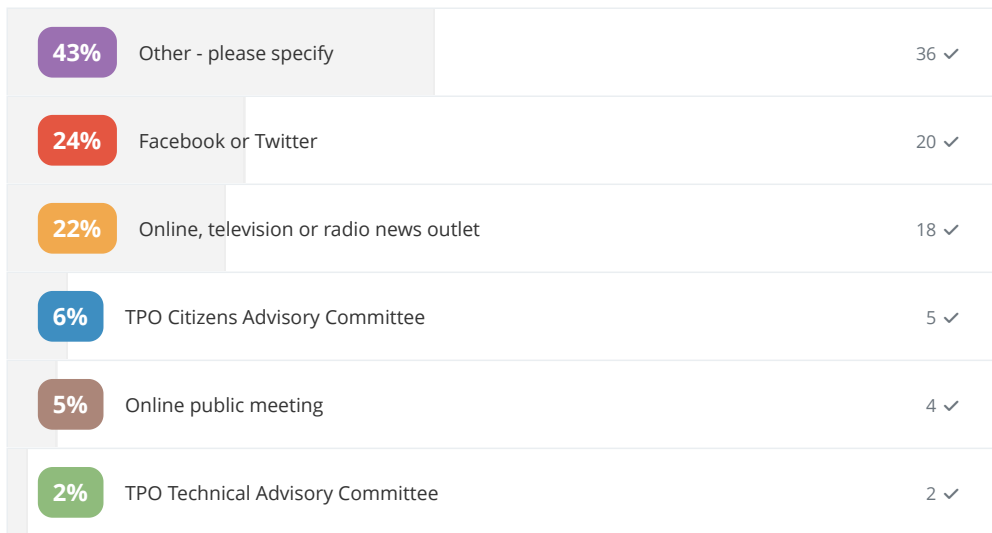 43% Other - please specify 36
24% Facebook or Twitter 20
22% Online, television or radio news outlet 18
6% TPO Citizens Advisory Committee 5
5% Online public meeting 4
2% TPO Technical Advisory Committee 2